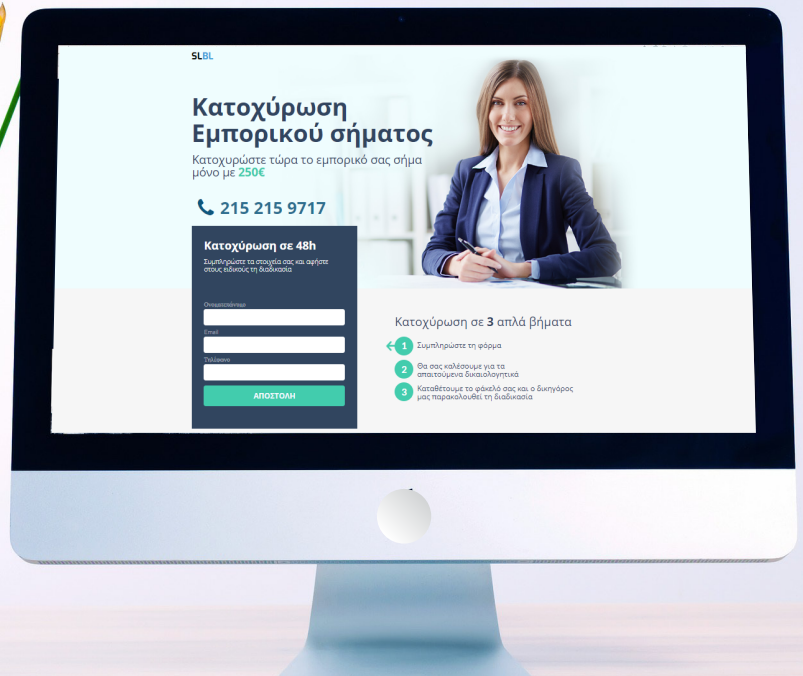 SLBL
Κατοχύρωση
Εμπορικού σήματος
Κατοχυρώστε τώρα το εμπορικό σας σήμα
μόνο με 250€
215 215 9717
Κατοχύρωση σε 48h
Συμπληρώστε τα στοιχεία σας και αφήστε
στους ειδικούς τη διαδικασία
Ονοματεπώνυμο
Email
Τηλέφωνο
ΑΠΟΣΤΟΛΗ
Κατοχύρωση σε 3 απλά βήματα
1 Συμπληρώστε τη φόρμα
2 Θα σας καλέσουμε για τα
απαιτούμενα δικαιολογητικά
3 Καταθέτουμε το φάκελό σας και ο δικηγόρος
μας παρακολουθεί τη διαδικασία